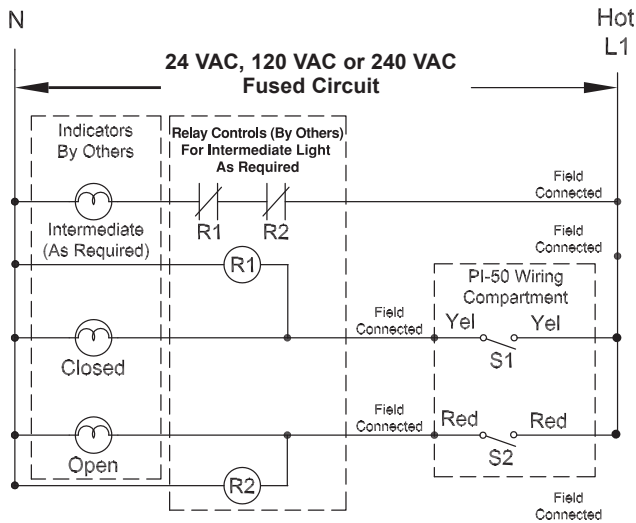 N
Hot
L1
24 VAC, 120 VAC or 240 VAC
Fused Circuit
Indicators
By Others
Relay Controls (By Others)
For Intermediate Light
As Required
Field
Connected
R1
R2
Intermediate
(As Required)
Field
Connected
R1
PI-50 Wiring
Compartment
Field
Connected
Yel
Yel
S1
Closed
Field
Connected
Red
Red
S2
Open
R2
Field
Connected